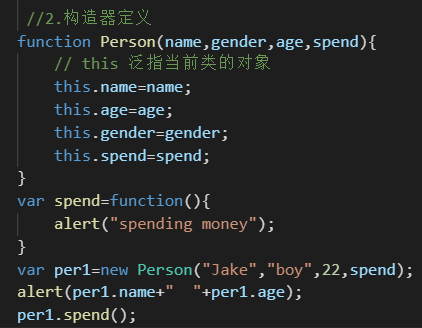 //2.构造器定义
function Person(name,gender,age,spend){
    // this 泛指当前类的对象
    this.name=name;
    this.age=age;
    this.gender=gender;
    this.spend=spend;
}
var spend=function(){
    alert("spending money");
}
var per1=new Person("Jake","boy",22,spend);
alert(per1.name+"  "+per1.age);
per1.spend();